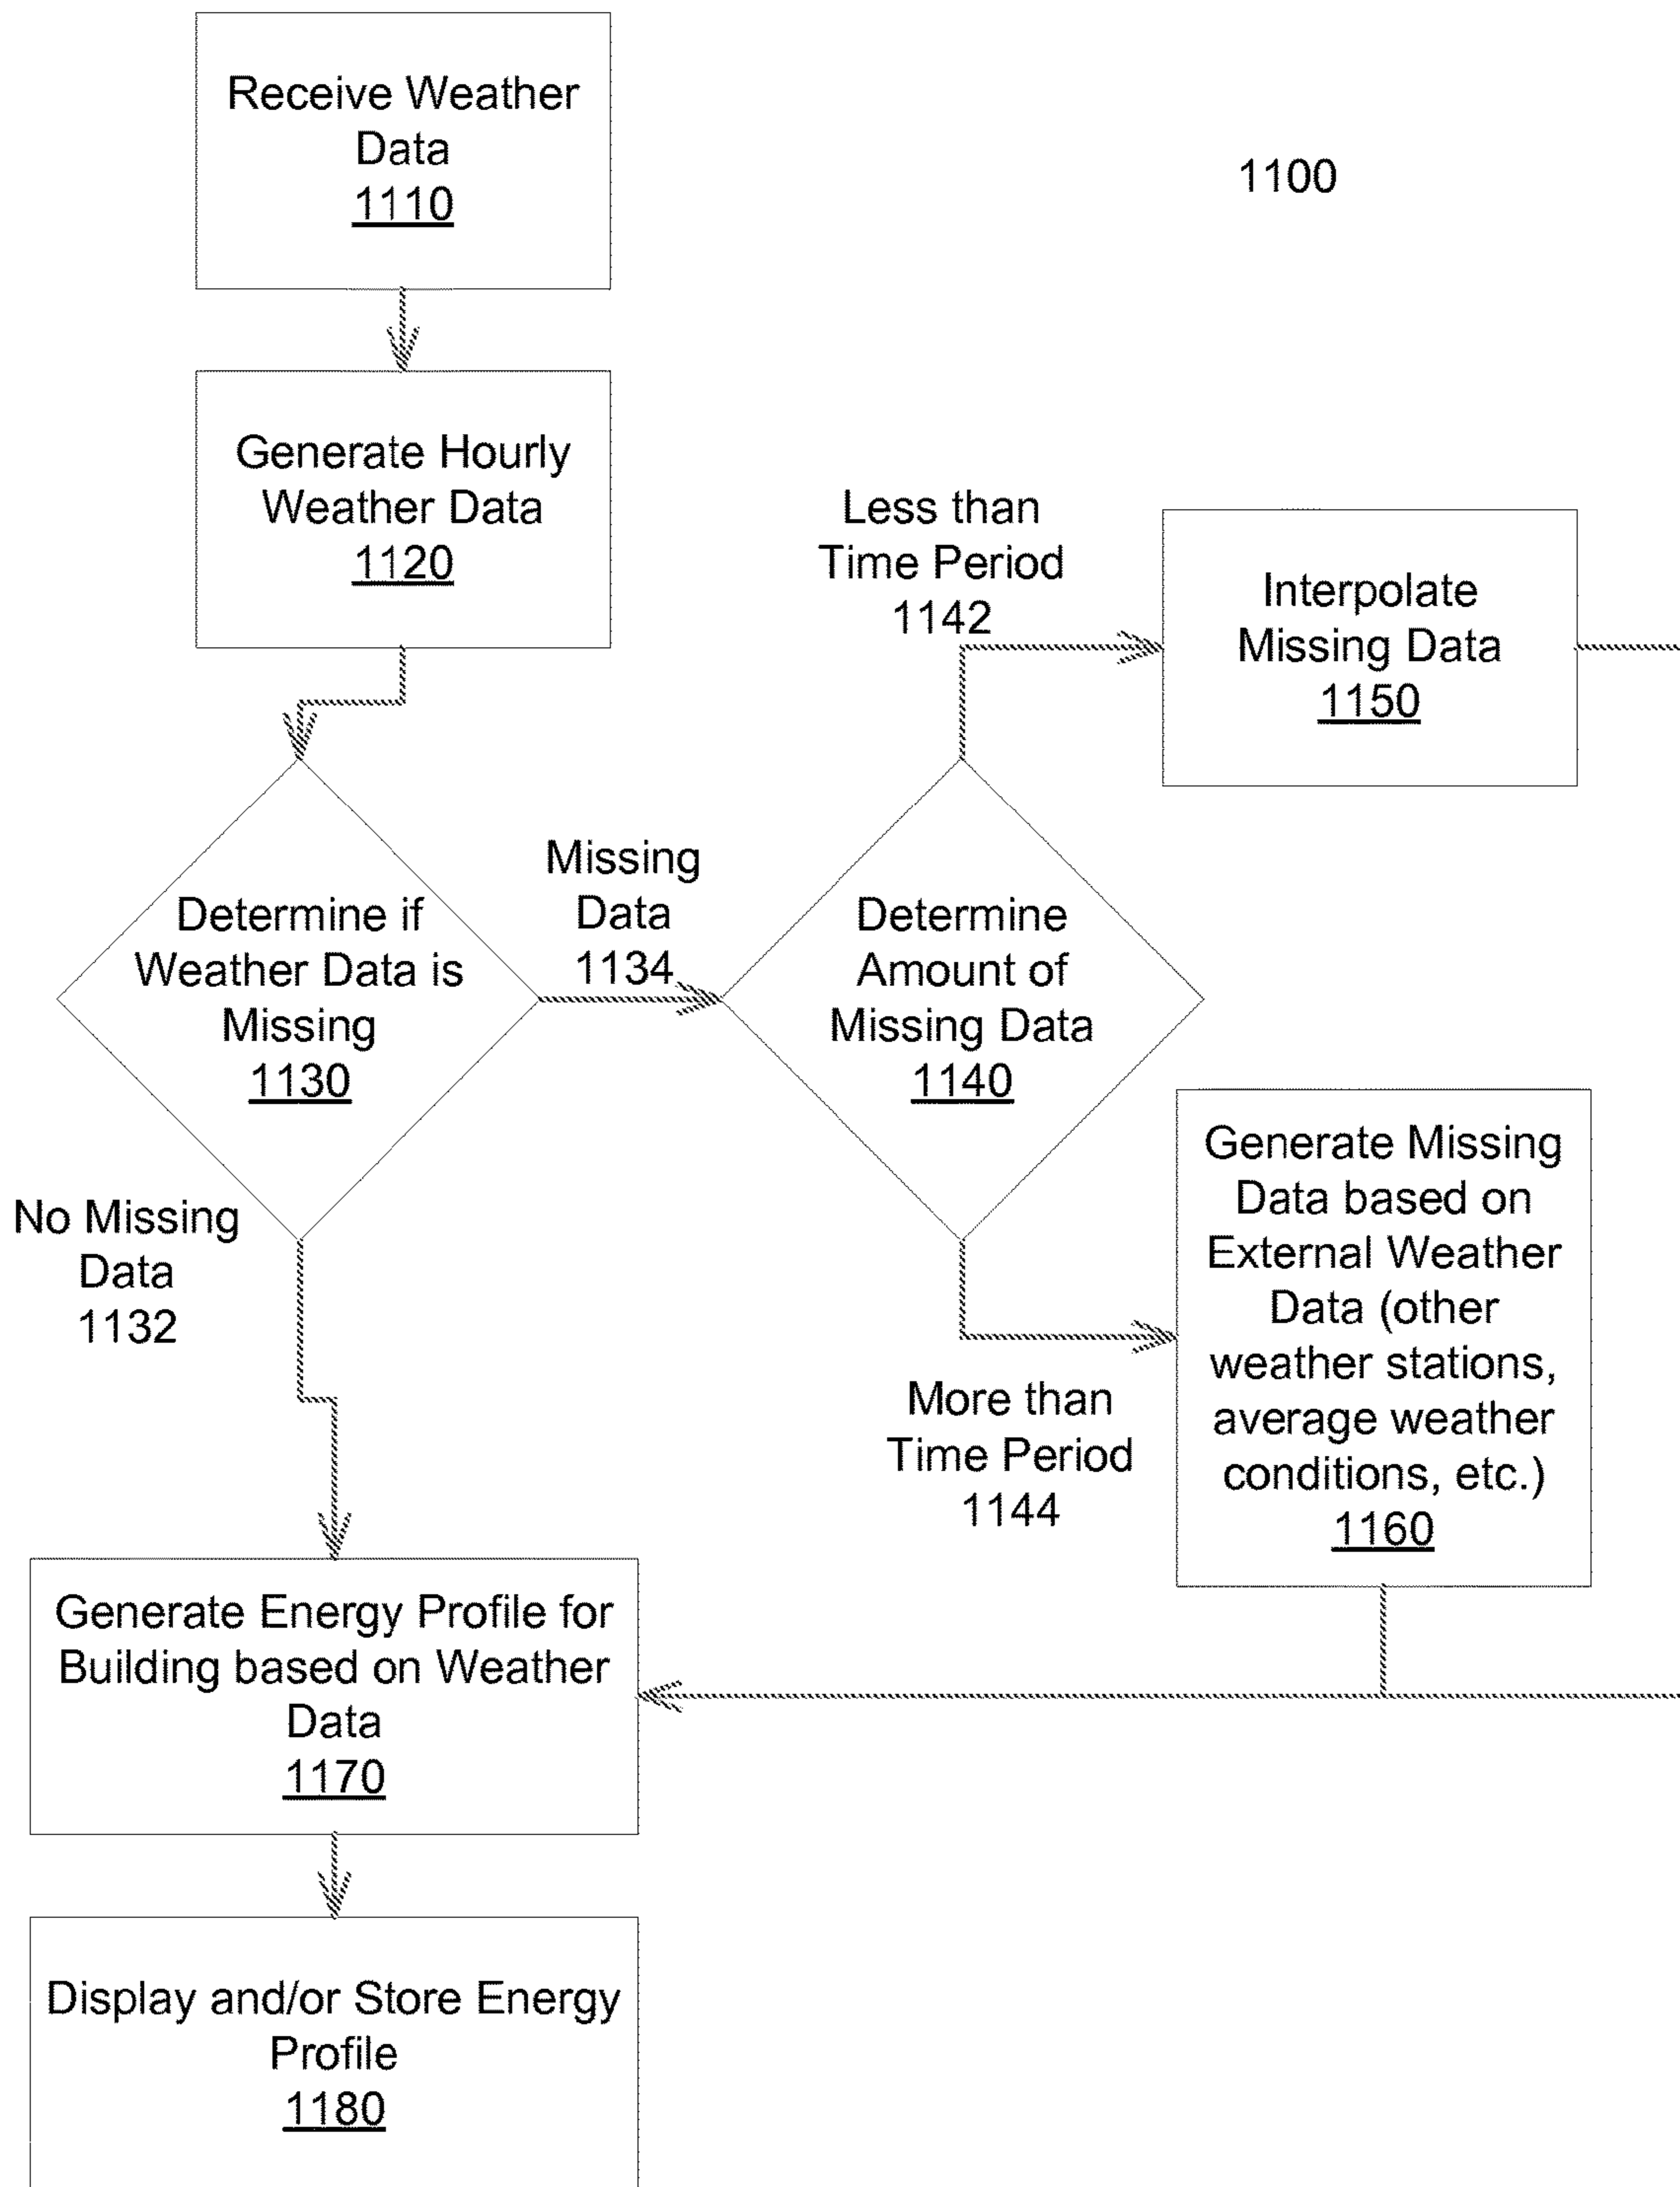 Receive Weather
Data
1110
1100
Generate Hourly
Weather Data
1120
Less than
Time Period
1142
Interpolate
Missing Data
1150
Determine if
Weather Data is
Missing
1130
Missing
Data
1134
Determine
Amount of
Missing Data
1140
No Missing
Data
1132
More than
Time Period
1144
Generate Missing
Data based on
External Weather
Data (other
weather stations,
average weather
conditions, etc.)
1160
Generate Energy Profile for
Building based on Weather
Data
1170
Display and/or Store Energy
Profile
1180